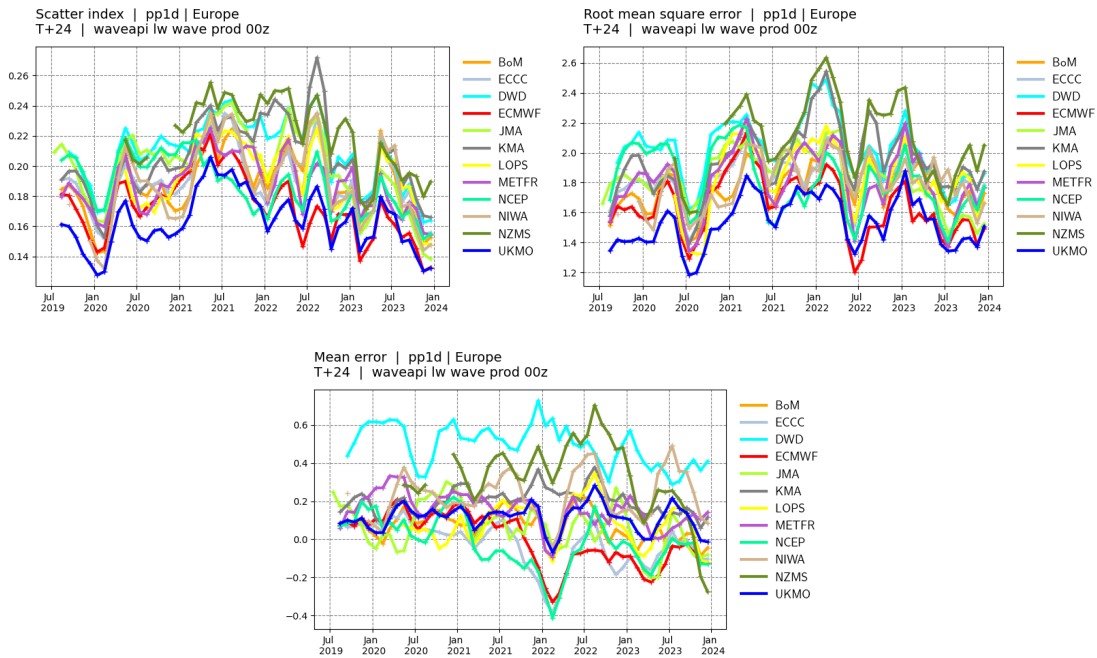 Scatter index | pp1d | Europe
T+24 | waveapi lw wave prod 00z
0.26
0.24
0.22
0.20
0.18
0.16
0.14
Jul 2019
Jan 2020
Jul 2020
Jan 2021
Jul 2021
Jan 2022
Jul 2022
Jan 2023
Jul 2023
Jan 2024
BoM
ECCC
DWD
ECMWF
JMA
KMA
LOPS
METFR
NCEP
NIWA
NZMS
UKMO
Root mean square error | pp1d | Europe
T+24 | waveapi lw wave prod 00z
2.6
2.4
2.2
2.0
1.8
1.6
1.4
1.2
Jul 2019
Jan 2020
Jul 2020
Jan 2021
Jul 2021
Jan 2022
Jul 2022
Jan 2023
Jul 2023
Jan 2024
BoM
ECCC
DWD
ECMWF
JMA
KMA
LOPS
METFR
NCEP
NIWA
NZMS
UKMO
Mean error | pp1d | Europe
T+24 | waveapi lw wave prod 00z
0.6
0.4
0.2
0.0
−0.2
−0.4
Jul 2019
Jan 2020
Jul 2020
Jan 2021
Jul 2021
Jan 2022
Jul 2022
Jan 2023
Jul 2023
Jan 2024
BoM
ECCC
DWD
ECMWF
JMA
KMA
LOPS
METFR
NCEP
NIWA
NZMS
UKMO